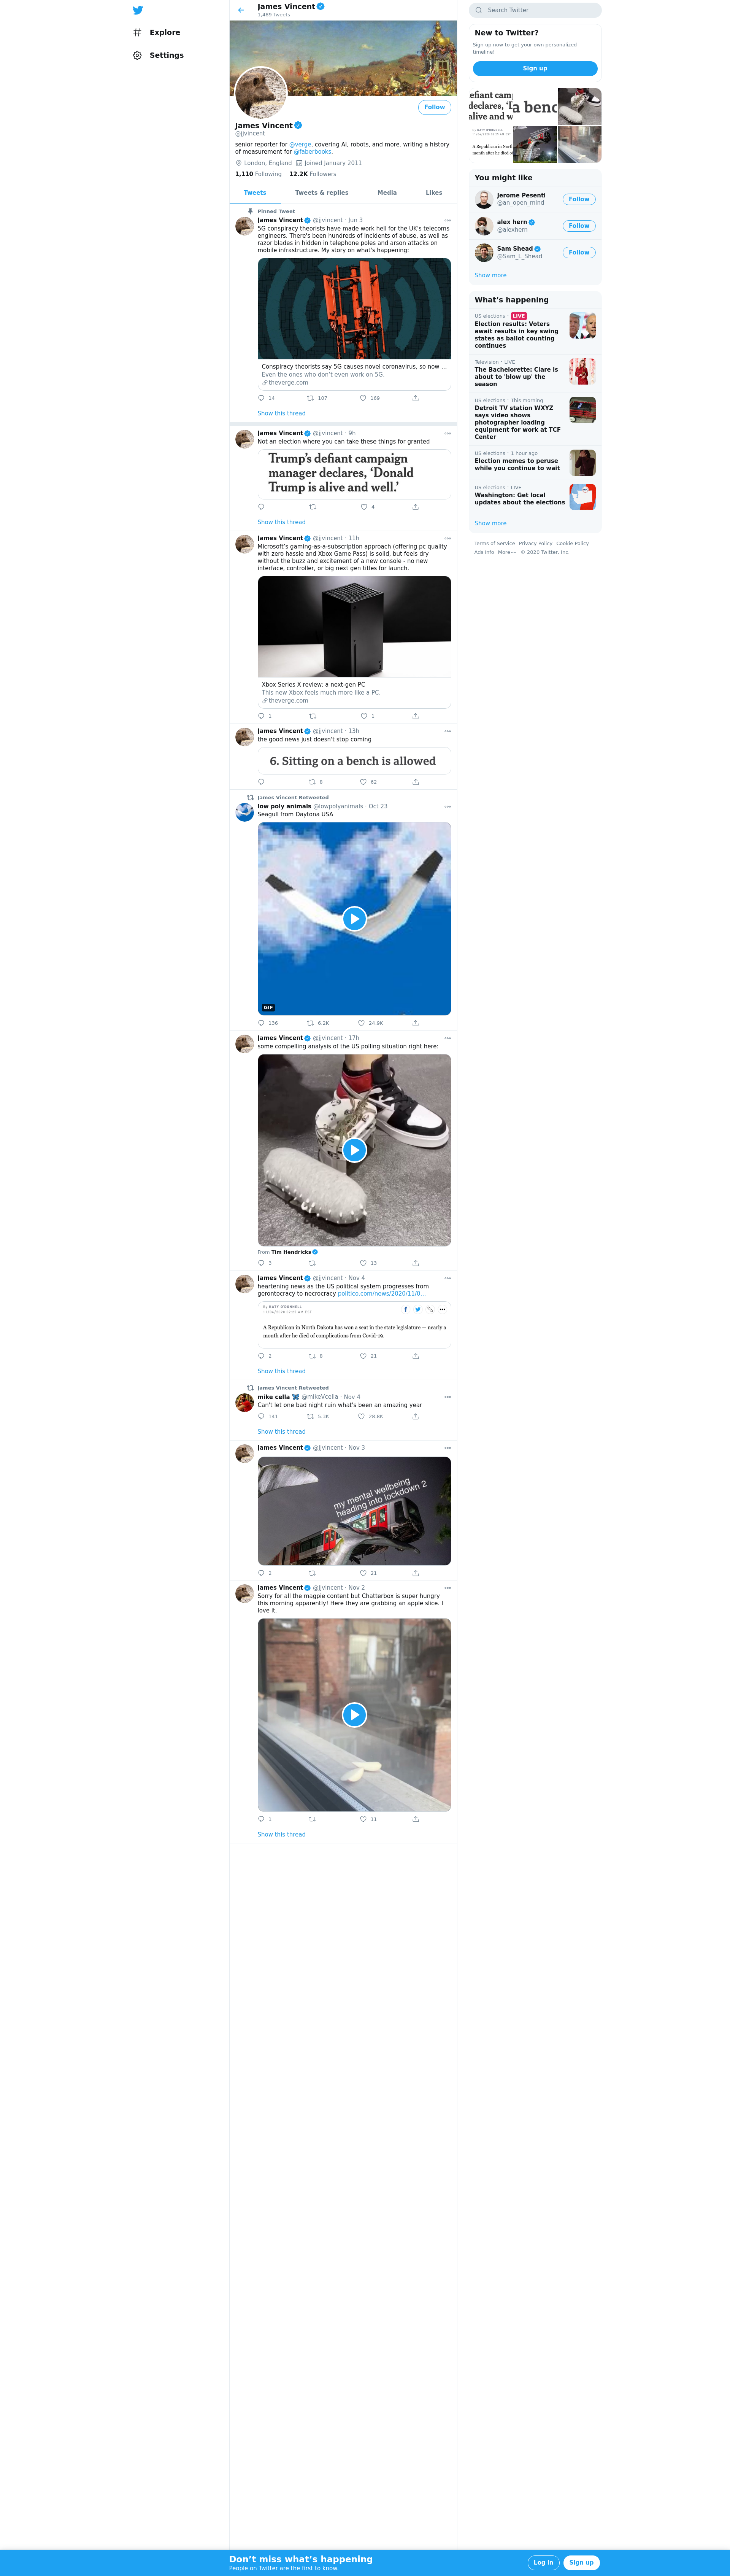 Explore
Settings
James Vincent
1,489 Tweets
Follow
James Vincent
@jjvincent
senior reporter for @verge, covering AI, robots, and more. writing a history
of measurement for @faberbooks.
London, England Joined January 2011
1,110 Following 12.2K Followers
Tweets Tweets & replies Media Likes
Pinned Tweet
James Vincent @jjvincent · Jun 3
5G conspiracy theorists have made work hell for the UK's telecoms
engineers. There's been hundreds of incidents of abuse, as well as
razor blades in hidden in telephone poles and arson attacks on
mobile infrastructure. My story on what's happening:
Conspiracy theorists say 5G causes novel coronavirus, so now ...
Even the ones who don't even work on 5G.
theverge.com
14 107 168
Show this thread
James Vincent @jjvincent · 9h
Not an election where you can take these things for granted
Trump's defiant campaign
manager declares, 'Donald
Trump is alive and well.'
4
Show this thread
James Vincent @jjvincent · 11h
Microsoft's gaming-as-a-subscription approach (offering pc quality
with zero hassle and Xbox Game Pass) is solid, but feels dry
without the buzz and excitement of a new console - no new
interface, controller, or big next gen titles for launch.
Xbox Series X review: a next-gen PC
This new Xbox feels much more like a PC.
theverge.com
1 1
James Vincent @jjvincent · 13h
the good news just doesn't stop coming
6. Sitting on a bench is allowed
8 62
James Vincent Retweeted
low poly animals @lowpolyanimals · Oct 23
Seagull from Daytona USA
GIF
136 6.2K 24.9K
James Vincent @jjvincent · 17h
some compelling analysis of the US polling situation right here:
From Tim Hendricks
3 13
James Vincent @jjvincent · Nov 4
heartening news as the US political system progresses from
gerontocracy to necrocracy politico.com/news/2020/11/0...
By MATT O'DONNELL
A Republican in North Dakota has won a seat in the state legislature — nearly a
month after he died of complications from Covid-19.
2 8 21
Show this thread
James Vincent Retweeted
mike cella @mikeVcella · Nov 4
Can't let one bad night ruin what's been an amazing year
141 5.3K 28.8K
Show this thread
James Vincent @jjvincent · Nov 3
my mental wellbeing
heading into lockdown 2
2 21
James Vincent @jjvincent · Nov 2
Sorry for all the magpie content but Chatterbox is super hungry
this morning apparently! Here they are grabbing an apple slice. I
love it.
1 11
Show this thread
Search Twitter
New to Twitter?
Sign up now to get your own personalized
timeline!
Sign up
You might like
Jerome Pesenti
@an_open_mind
Follow
alex hern
@alexhern
Follow
Sam Shead
@Sam_L_Shead
Follow
Show more
What's happening
US elections · LIVE
Election results: Voters
await results in key swing
states as ballot counting
continues
Television · LIVE
The Bachelorette: Clare is
about to 'blow up' the
season
US elections · This morning
Detroit TV station WXYZ
says video shows
photographer loading
equipment for work at TCF
Center
US elections · 1 hour ago
Election memes to peruse
while you continue to wait
US elections · LIVE
Washington: Get local
updates about the elections
Show more
Terms of Service Privacy Policy Cookie Policy
Ads info More © 2020 Twitter, Inc.
Don't miss what's happening
People on Twitter are the first to know.
Log in Sign up